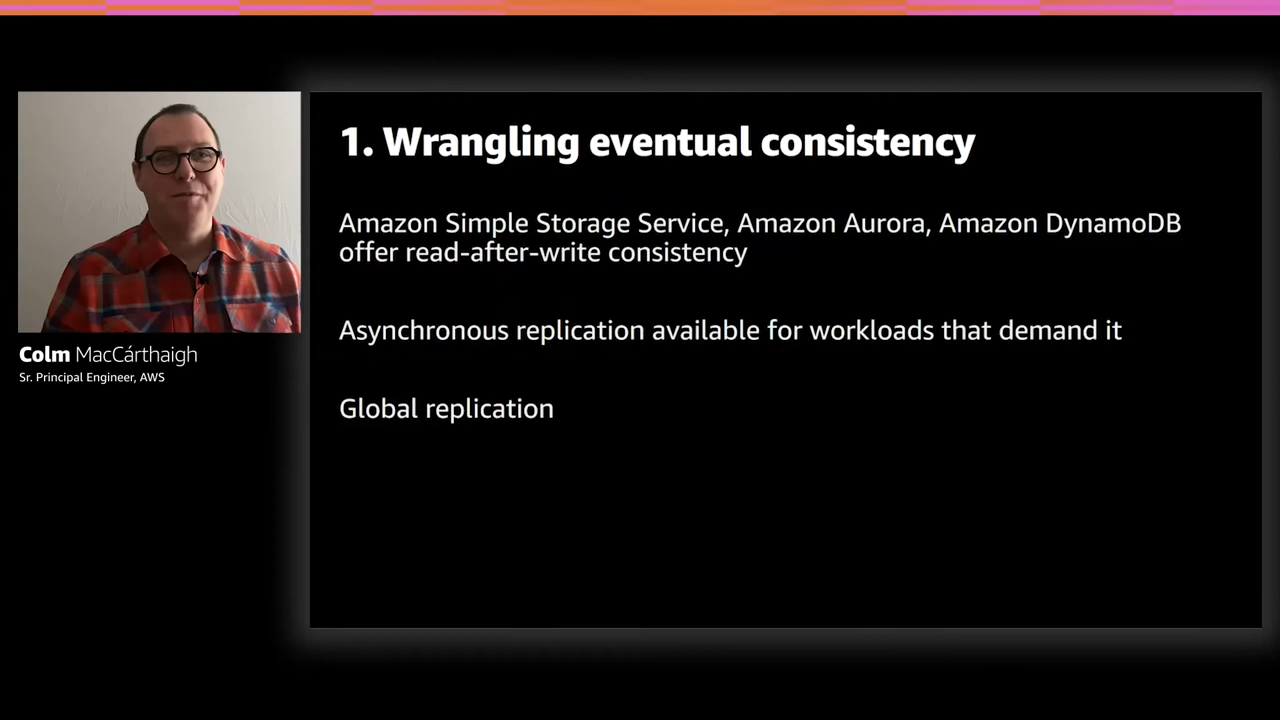 1. Wrangling eventual consistency
Amazon Simple Storage Service, Amazon Aurora, Amazon DynamoDB
offer read-after-write consistency
Asynchronous replication available for workloads that demand it
Global replication
Colm MacCárthaigh
Sr. Principal Engineer, AWS